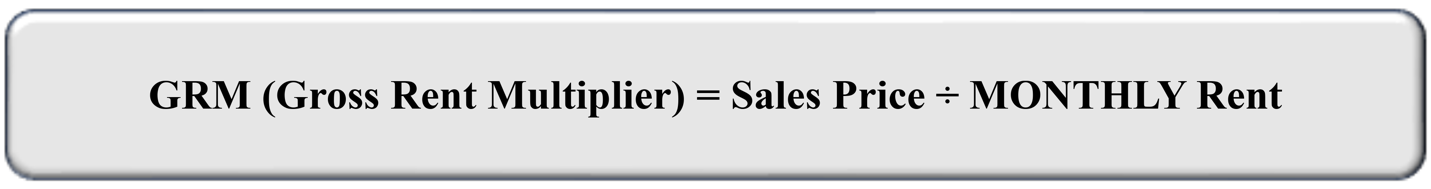 GRM (Gross Rent Multiplier) = Sales Price ÷ MONTHLY Rent